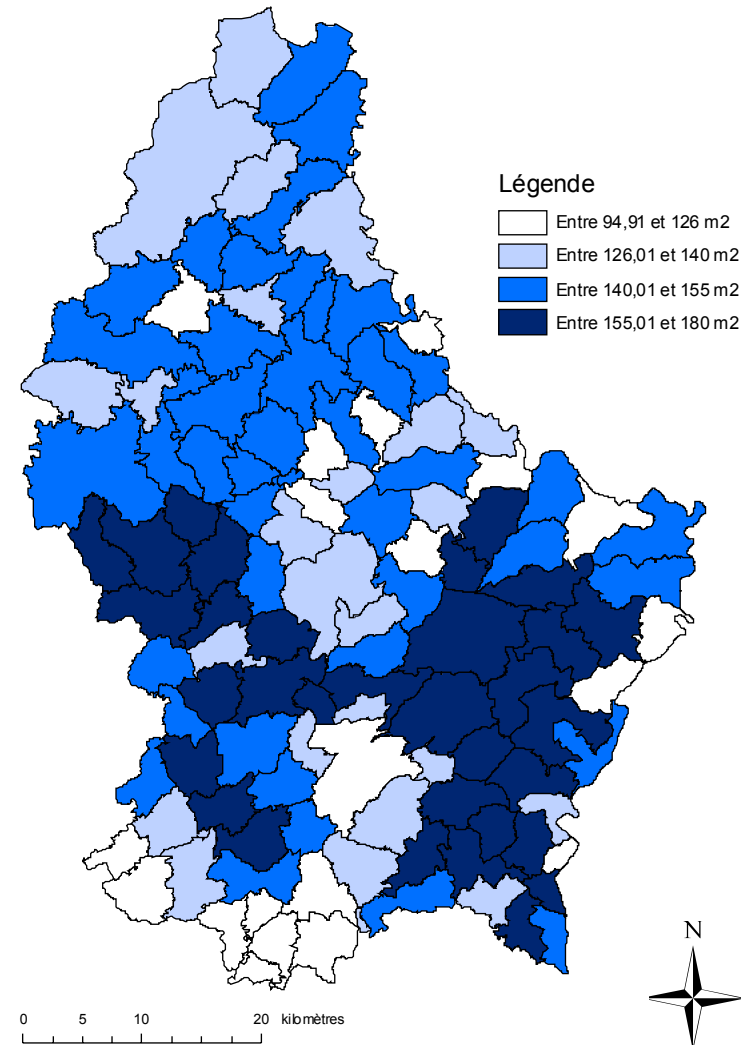 Légende
Entre 94,91 et 126 m2
Entre 126,01 et 140 m2
Entre 140,01 et 155 m2
Entre 155,01 et 180 m2
N
0 5 10 20 kilomètres